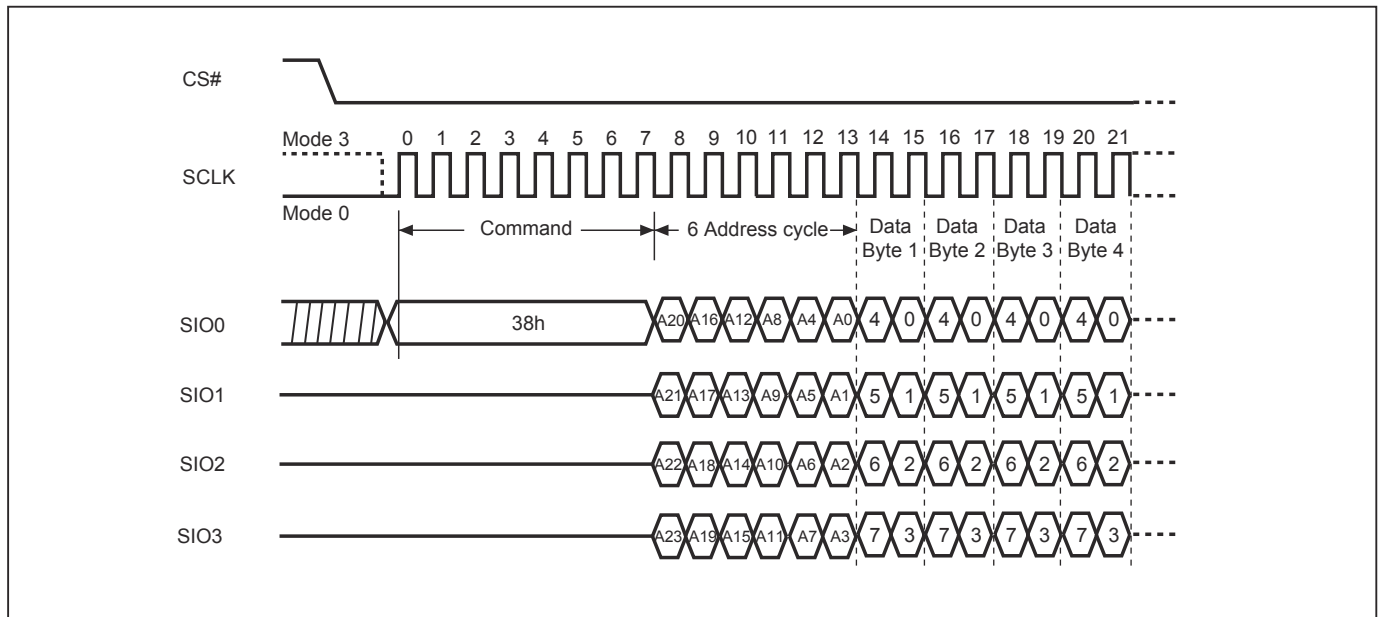 CS#
Mode 3
0 1 2 3 4 5 6 7 8 9 10 11 12 13 14 15 16 17 18 19 20 21
SCLK
Mode 0
Command
6 Address cycle
Data Byte 1
Data Byte 2
Data Byte 3
Data Byte 4
SIO0
38h
A20 A16 A12 A8 A4 A0 4 0 4 0 4 0 4 0
SIO1
A21 A17 A13 A9 A5 A1 5 1 5 1 5 1 5 1
SIO2
A22 A18 A14 A10 A6 A2 6 2 6 2 6 2 6 2
SIO3
A23 A19 A15 A11 A7 A3 7 3 7 3 7 3 7 3